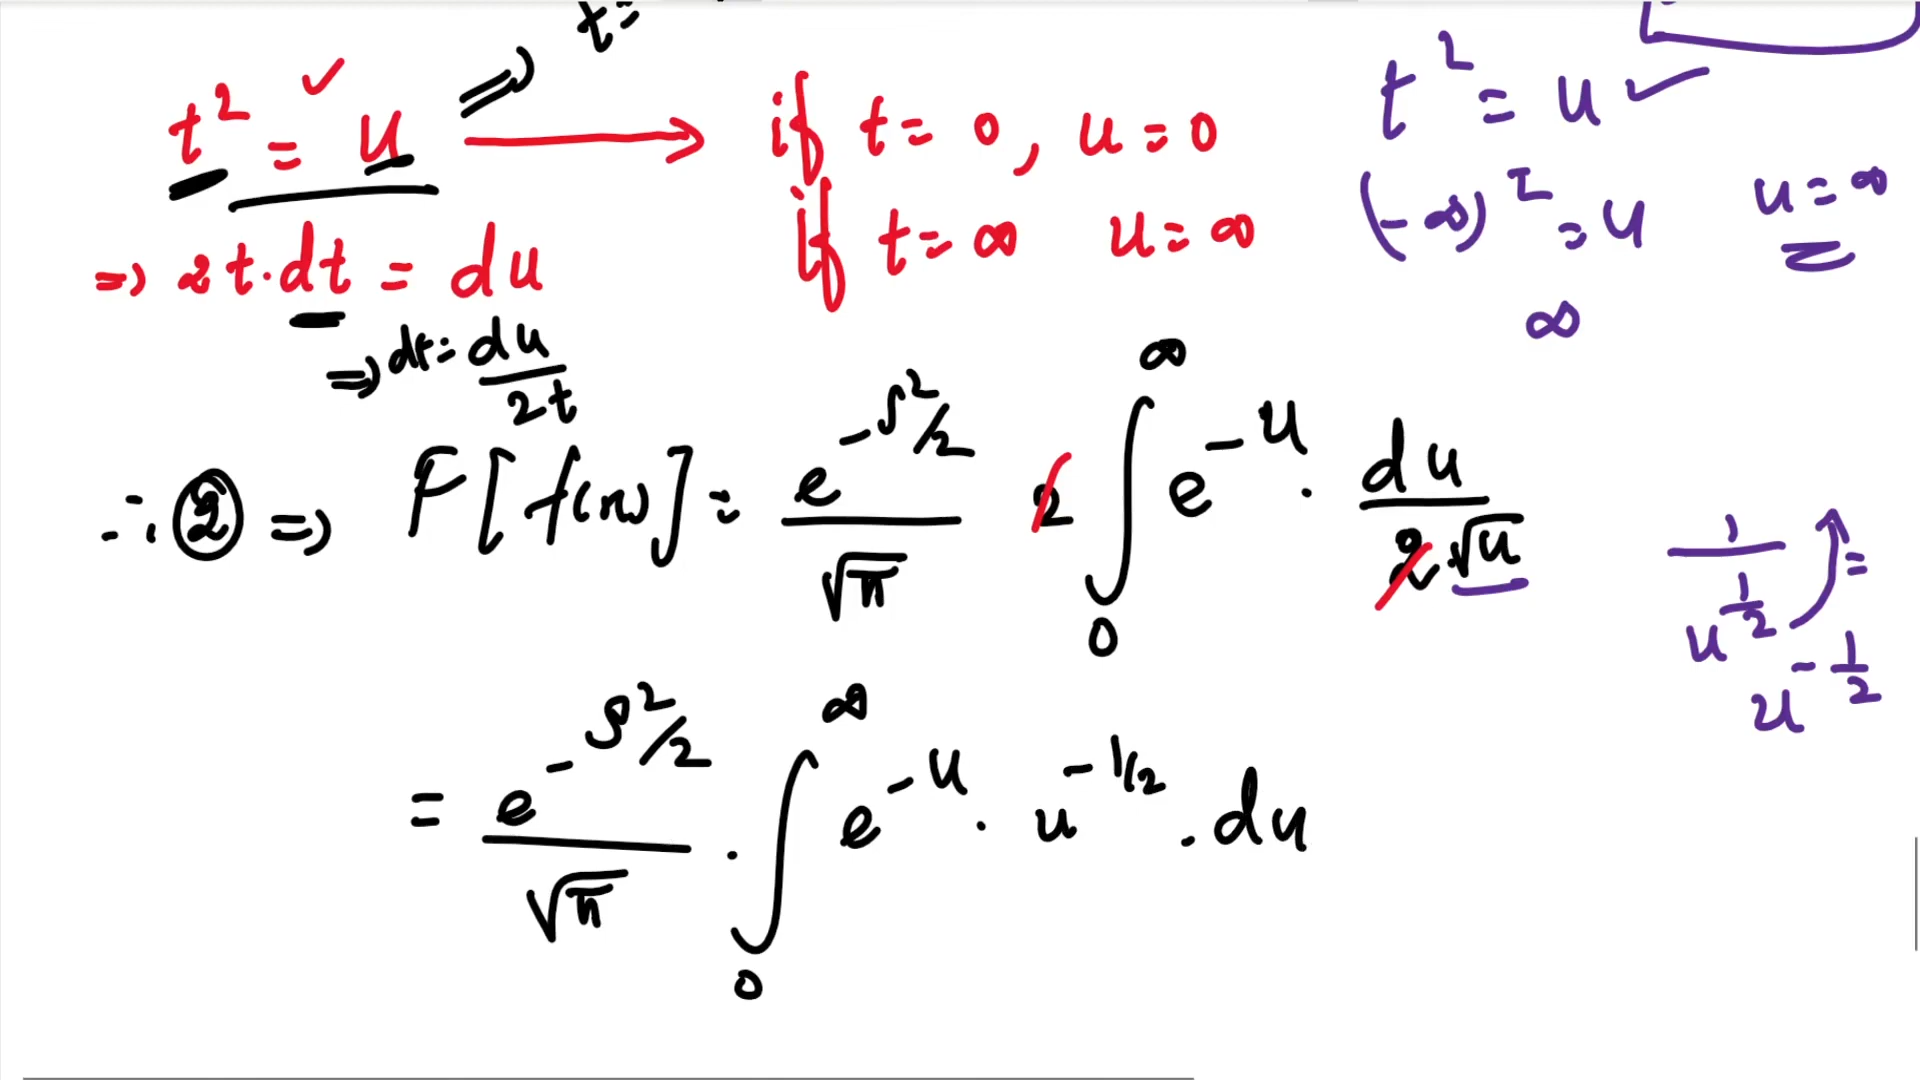 t=
t² = u ✓ ⇒ → if t = 0, u = 0
if t = ∞ u = ∞
⇒ 2t·dt = du
⇒ dt = du/2t
∴ ② ⇒ F[f(x)] = e^(-s²/2)/√π 2 ∫₀^∞ e^(-u) · du/(2√u)
= e^(-s²/2)/√π · ∫₀^∞ e^(-u) · u^(-1/2) · du
t² = u ✓
(-∞)² = u u = ∞
∞
1/u^(1/2) =
u^(-1/2)